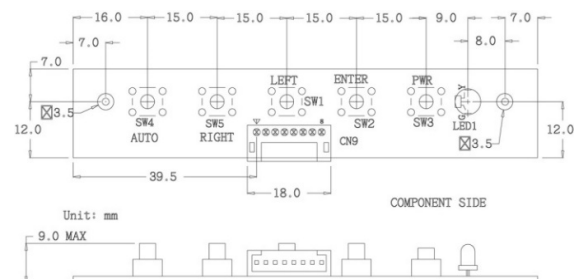 16.0 15.0 15.0 15.0 15.0 9.0 7.0
7.0 8.0
7.0
LEFT ENTER PWR Y
3.5 SW1
SW4 SW5 SW2 SW3 G LED1
AUTO RIGHT CN9 3.5
12.0 12.0
39.5
18.0
COMPONENT SIDE
Unit: mm
9.0 MAX